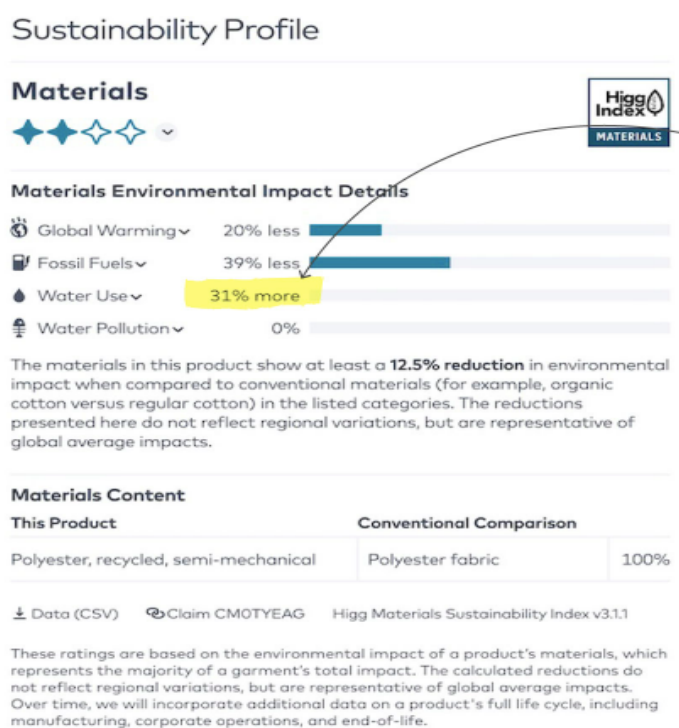 Sustainability Profile
Materials
Higg
Index
MATERIALS
Materials Environmental Impact Details
Global Warming 20% less
Fossil Fuels 39% less
Water Use 31% more
Water Pollution 0%
The materials in this product show at least a 12.5% reduction in environmental
impact when compared to conventional materials (for example, organic
cotton versus regular cotton) in the listed categories. The reductions
presented here do not reflect regional variations, but are representative of
global average impacts.
Materials Content
This Product Conventional Comparison
Polyester, recycled, semi-mechanical Polyester fabric 100%
Data (CSV) Claim CM0TYEAG Higg Materials Sustainability Index v3.1.1
These ratings are based on the environmental impact of a product's materials, which
represents the majority of a garment's total impact. The calculated reductions do
not reflect regional variations, but are representative of global average impacts.
Over time, we will incorporate additional data on a product's full life cycle, including
manufacturing, corporate operations, and end-of-life.